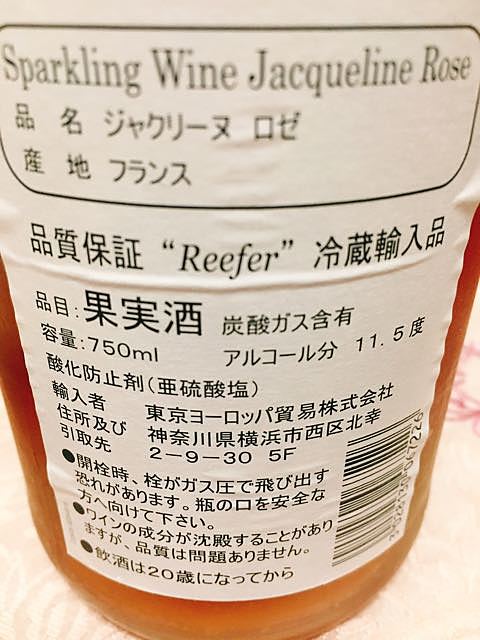 Sparkling Wine Jacqueline Rose
品 名 ジャクリーヌ ロゼ
産 地 フランス
品質保証 “Reefer” 冷蔵輸入品
品目:果実酒 炭酸ガス含有
容量:750ml アルコール分 11.5度
酸化防止剤(亜硫酸塩)
輸入者 東京ヨーロッパ貿易株式会社
住所及び 神奈川県横浜市西区北幸
引取先 2-9-30 5F
●開栓時、栓がガス圧で飛び出す
恐れがあります。瓶の口を安全な
方へ向けて下さい。
●ワインの成分が沈殿することがあり
ますが、品質は問題ありません。
●飲酒は20歳になってから